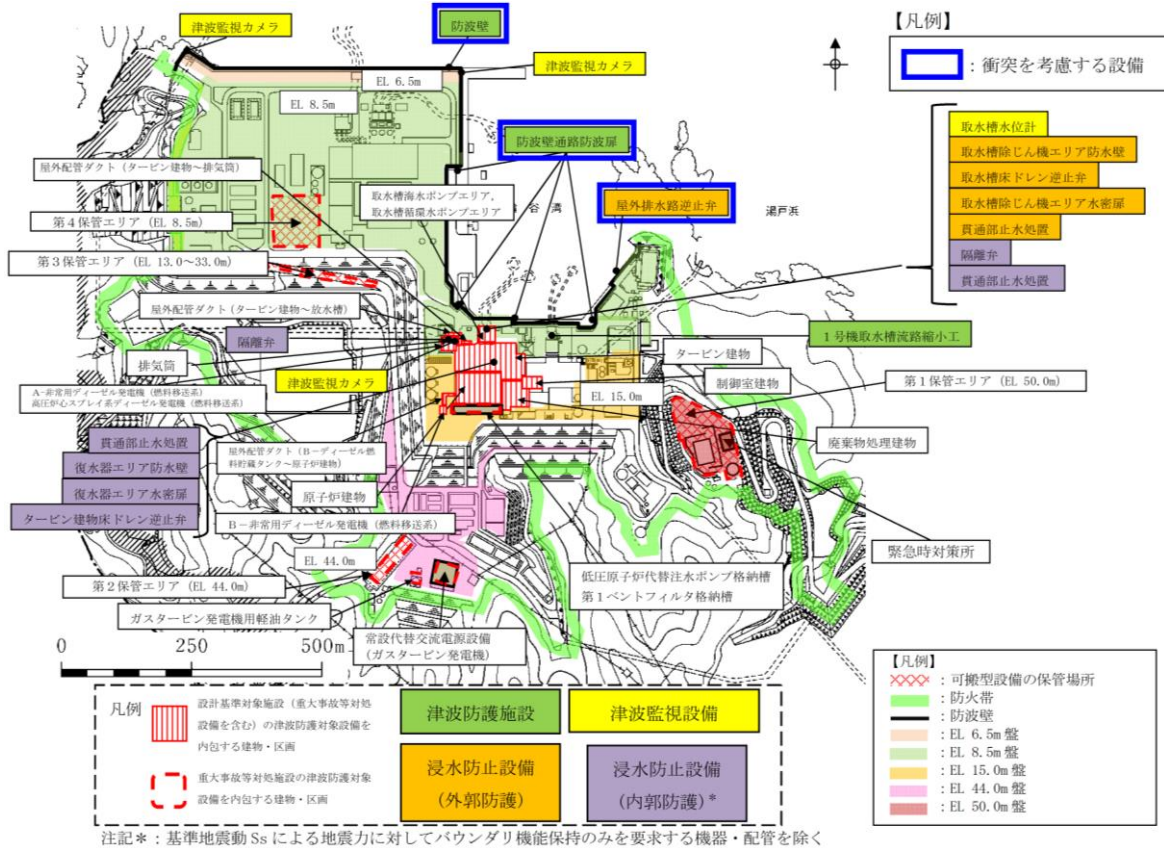 津波監視カメラ
防波壁
津波監視カメラ
EL 6.5m
EL 8.5m
【凡例】
:衝突を考慮する設備
防波壁通路防波扉
屋外配管ダクト(タービン建物~排気筒)
取水槽海水ポンプエリア,
取水槽循環水ポンプエリア
谷湾
屋外排水路逆止弁
湯戸浜
取水槽水位計
取水槽除じん機エリア防水壁
取水槽床ドレン逆止弁
取水槽除じん機エリア水密扉
貫通部止水処置
隔離弁
貫通部止水処置
第4保管エリア(EL 8.5m)
第3保管エリア(EL 13.0~33.0m)
屋外配管ダクト(タービン建物~放水槽)
隔離弁
排気筒
津波監視カメラ
A-非常用ディーゼル発電機(燃料移送系)
高圧炉心スプレイ系ディーゼル発電機(燃料移送系)
1号機取水槽流路縮小工
タービン建物
制御室建物
EL 15.0m
第1保管エリア(EL 50.0m)
廃棄物処理建物
貫通部止水処置
復水器エリア防水壁
復水器エリア水密扉
タービン建物床ドレン逆止弁
屋外配管ダクト(B-ディーゼル燃
料貯蔵タンク~原子炉建物)
原子炉建物
B-非常用ディーゼル発電機(燃料移送系)
緊急時対策所
EL 44.0m
第2保管エリア(EL 44.0m)
低圧原子炉代替注水ポンプ格納槽
第1ベントフィルタ格納槽
ガスタービン発電機用軽油タンク
常設代替交流電源設備
(ガスタービン発電機)
0 250 500m
凡例
設計基準対象施設(重大事故等対処
設備を含む)の津波防護対象設備を
内包する建物・区画
重大事故等対処施設の津波防護対象
設備を内包する建物・区画
津波防護施設
津波監視設備
浸水防止設備
(外郭防護)
浸水防止設備
(内郭防護)*
【凡例】
:可搬型設備の保管場所
:防火帯
:防波壁
:EL 6.5m 盤
:EL 8.5m 盤
:EL 15.0m 盤
:EL 44.0m 盤
:EL 50.0m 盤
注記*:基準地震動 Ss による地震力に対してバウンダリ機能保持のみを要求する機器・配管を除く